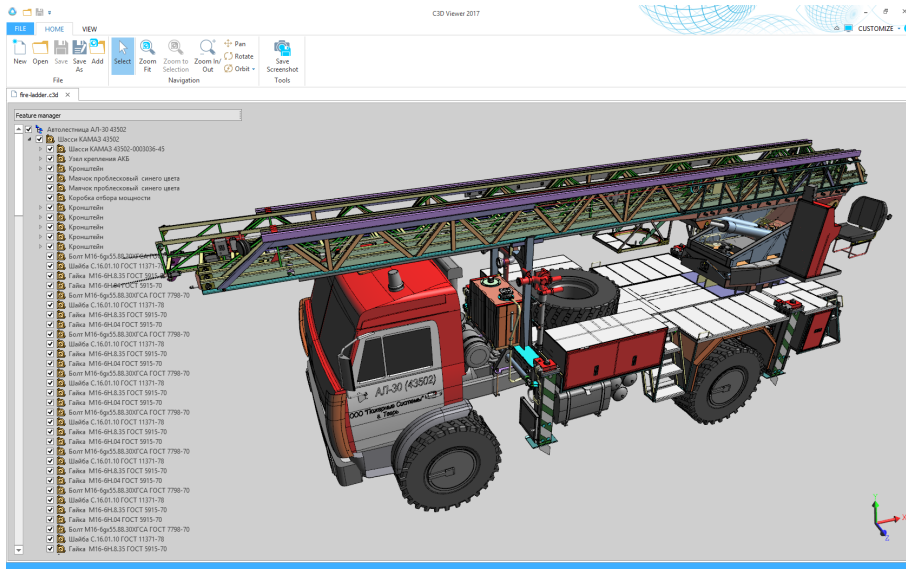 C3D Viewer 2017
FILE HOME VIEW
CUSTOMIZE
New Open Save Save As Add
Select Zoom Fit Zoom to Selection Zoom In/ Out
Pan
Rotate
Orbit
Save Screenshot
File Navigation Tools
fire-ladder.c3d
Feature manager
Автолестница АЛ-30 43502
Шасси КАМАЗ 43502
Шасси КАМАЗ 43502-0003036-45
Узел крепления АКБ
Кронштейн
Маячок проблесковый синего цвета
Маячок проблесковый синего цвета
Коробка отбора мощности
Кронштейн
Кронштейн
Кронштейн
Кронштейн
Кронштейн
Болт М16-6gx55.88.30ХГСА ГОСТ
Шайба С.16.01.10 ГОСТ 11371-78
Гайка М16-6Н.8.35 ГОСТ 5915-70
Гайка М16-6Н.04 ГОСТ 5915-70
Болт М16-6gx55.88.30ХГСА ГОСТ 7798-70
Шайба С.16.01.10 ГОСТ 11371-78
Гайка М16-6Н.8.35 ГОСТ 5915-70
Гайка М16-6Н.04 ГОСТ 5915-70
Болт М16-6gx55.88.30ХГСА ГОСТ 7798-70
Шайба С.16.01.10 ГОСТ 11371-78
Гайка М16-6Н.8.35 ГОСТ 5915-70
Гайка М16-6Н.04 ГОСТ 5915-70
Болт М16-6gx55.88.30ХГСА ГОСТ 7798-70
Шайба С.16.01.10 ГОСТ 11371-78
Гайка М16-6Н.8.35 ГОСТ 5915-70
Гайка М16-6Н.04 ГОСТ 5915-70
Болт М16-6gx55.88.30ХГСА ГОСТ 7798-70
Шайба С.16.01.10 ГОСТ 11371-78
Гайка М16-6Н.8.35 ГОСТ 5915-70
Гайка М16-6Н.04 ГОСТ 5915-70
Болт М16-6gx55.88.30ХГСА ГОСТ 7798-70
Шайба С.16.01.10 ГОСТ 11371-78
Гайка М16-6Н.8.35 ГОСТ 5915-70
Гайка М16-6Н.04 ГОСТ 5915-70
Болт М16-6gx55.88.30ХГСА ГОСТ 7798-70
Шайба С.16.01.10 ГОСТ 11371-78
Гайка М16-6Н.8.35 ГОСТ 5915-70
Гайка М16-6Н.04 ГОСТ 5915-70
Болт М16-6gx55.88.30ХГСА ГОСТ 7798-70
Шайба С.16.01.10 ГОСТ 11371-78
Гайка М16-6Н.8.35 ГОСТ 5915-70
АЛ-30 (43502)
ООО "Пожарные Системы"
г. Тверь
Y
X
Z